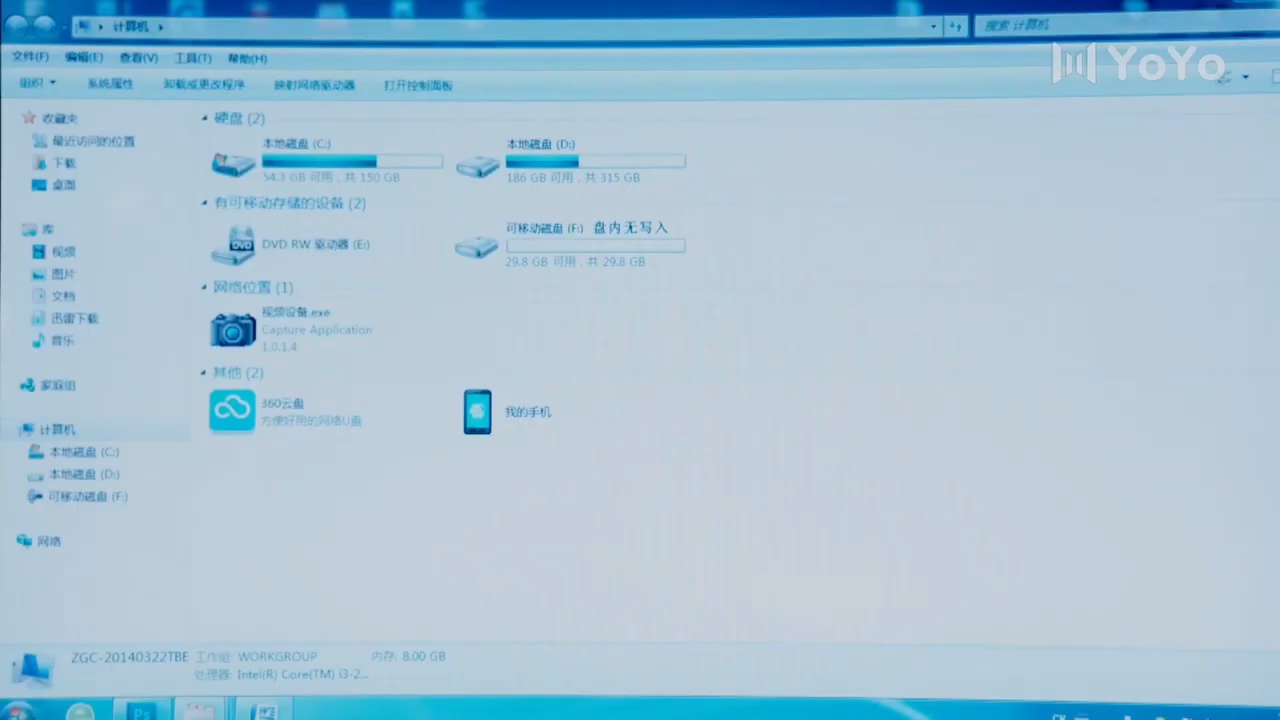 计算机
搜索 计算机
YoYo
文件(F) 编辑(E) 查看(V) 工具(T) 帮助(H)
组织 系统属性 卸载或更改程序 映射网络驱动器 打开控制面板
收藏夹
最近访问的位置
下载
桌面
库
视频
图片
文档
迅雷下载
音乐
家庭组
计算机
本地磁盘 (C:)
本地磁盘 (D:)
可移动磁盘 (F:)
网络
硬盘 (2)
本地磁盘 (C:)
54.3 GB 可用，共 150 GB
本地磁盘 (D:)
186 GB 可用，共 315 GB
有可移动存储的设备 (2)
DVD
DVD RW 驱动器 (E:)
可移动磁盘 (F:) 盘内无写入
29.8 GB 可用，共 29.8 GB
网络位置 (1)
视频设备.exe
Capture Application
1.0.1.4
其他 (2)
360云盘
方便好用的网络U盘
我的手机
ZGC-20140322TBE 工作组: WORKGROUP 内存: 8.00 GB
处理器: Intel(R) Core(TM) i3-2...
Ps